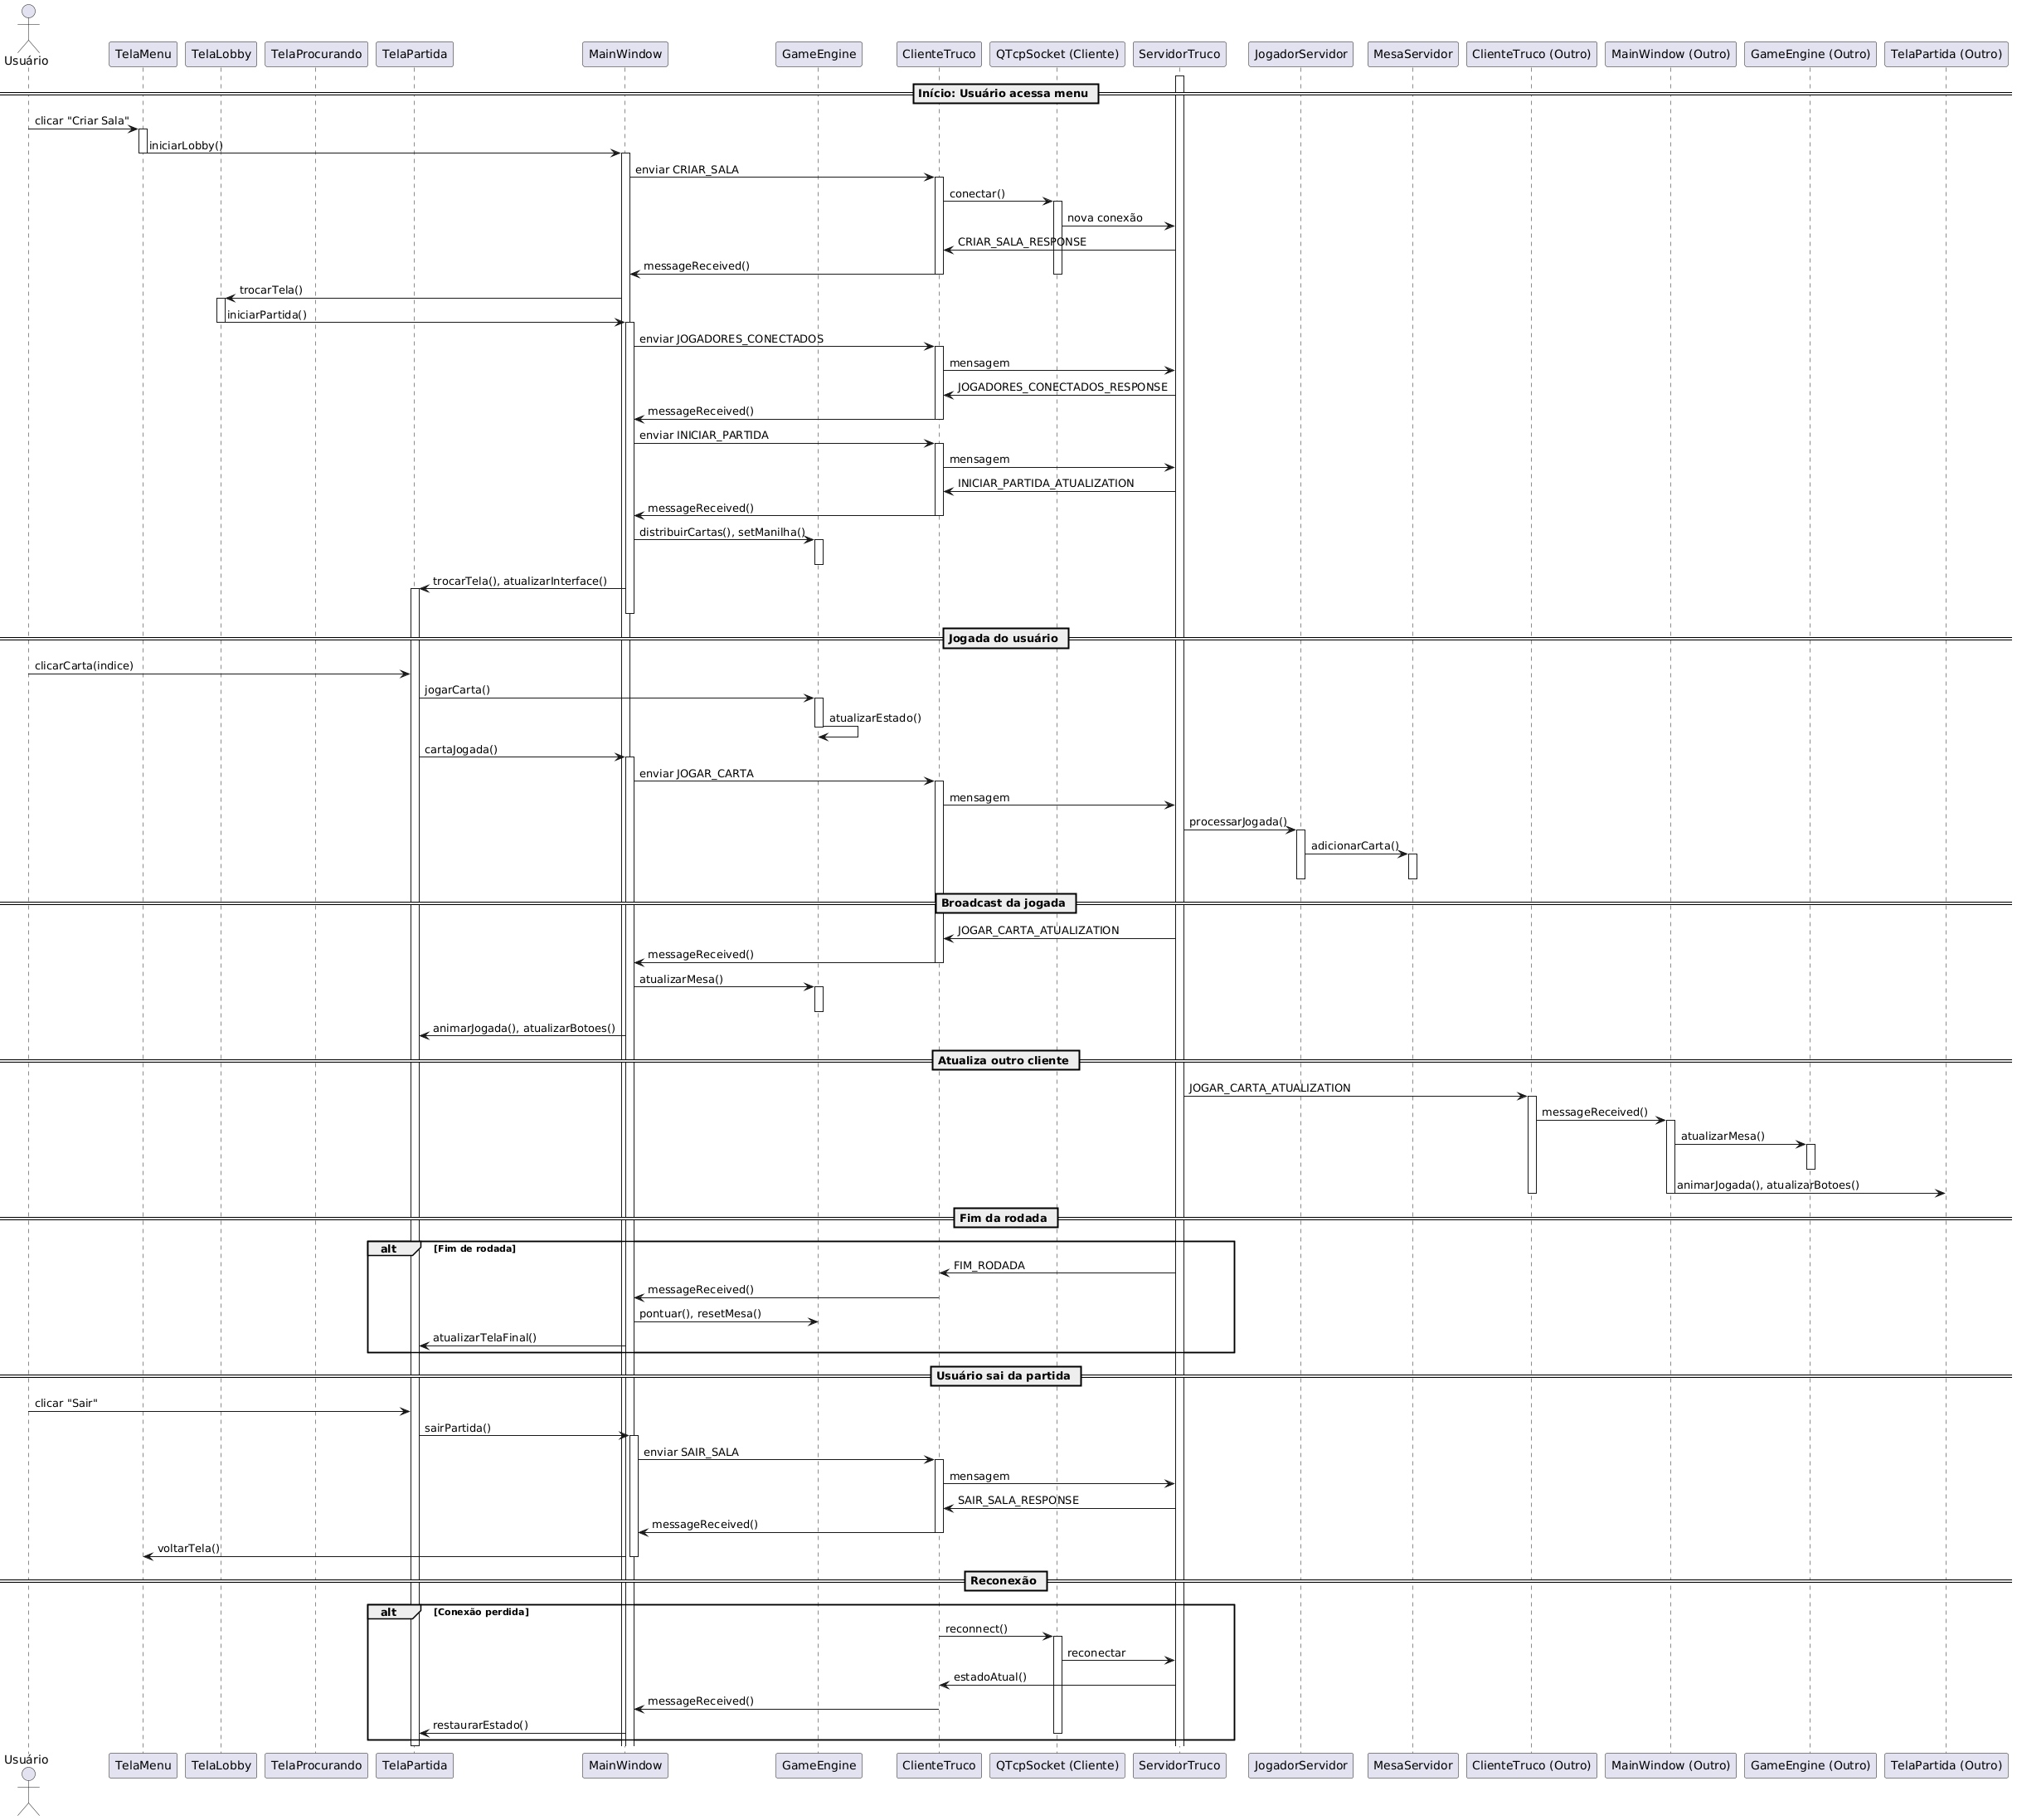 Usuário
TelaMenu
TelaLobby
TelaProcurando
TelaPartida
MainWindow
GameEngine
ClienteTruco
QTcpSocket (Cliente)
ServidorTruco
JogadorServidor
MesaServidor
ClienteTruco (Outro)
MainWindow (Outro)
GameEngine (Outro)
TelaPartida (Outro)
Início: Usuário acessa menu
clicar "Criar Sala"
iniciarLobby()
enviar CRIAR_SALA
conectar()
nova conexão
CRIAR_SALA_RESPONSE
messageReceived()
trocarTela()
iniciarPartida()
enviar JOGADORES_CONECTADOS
mensagem
JOGADORES_CONECTADOS_RESPONSE
messageReceived()
enviar INICIAR_PARTIDA
mensagem
INICIAR_PARTIDA_ATUALIZATION
messageReceived()
distribuirCartas(), setManilha()
trocarTela(), atualizarInterface()
Jogada do usuário
clicarCarta(indice)
jogarCarta()
atualizarEstado()
cartaJogada()
enviar JOGAR_CARTA
mensagem
processarJogada()
adicionarCarta()
Broadcast da jogada
JOGAR_CARTA_ATUALIZATION
messageReceived()
atualizarMesa()
animarJogada(), atualizarBotoes()
Atualiza outro cliente
JOGAR_CARTA_ATUALIZATION
messageReceived()
atualizarMesa()
animarJogada(), atualizarBotoes()
Fim da rodada
alt [Fim de rodada]
FIM_RODADA
messageReceived()
pontuar(), resetMesa()
atualizarTelaFinal()
Usuário sai da partida
clicar "Sair"
sairPartida()
enviar SAIR_SALA
mensagem
SAIR_SALA_RESPONSE
messageReceived()
voltarTela()
Reconexão
alt [Conexão perdida]
reconnect()
reconectar
estadoAtual()
messageReceived()
restaurarEstado()
Usuário
TelaMenu
TelaLobby
TelaProcurando
TelaPartida
MainWindow
GameEngine
ClienteTruco
QTcpSocket (Cliente)
ServidorTruco
JogadorServidor
MesaServidor
ClienteTruco (Outro)
MainWindow (Outro)
GameEngine (Outro)
TelaPartida (Outro)